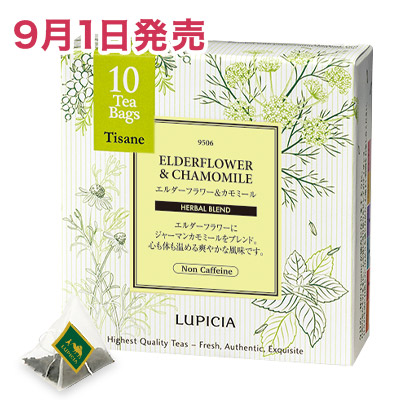 9月1日発売
10
Tea
Bags
Tisane
9506
ELDERFLOWER
& CHAMOMILE
エルダーフラワー&カモミール
HERBAL BLEND
エルダーフラワーに
ジャーマンカモミールをブレンド。
心も体も温める爽やかな風味です。
Non Caffeine
LUPICIA
Highest Quality Teas – Fresh, Authentic, Exquisite
LUPICIA